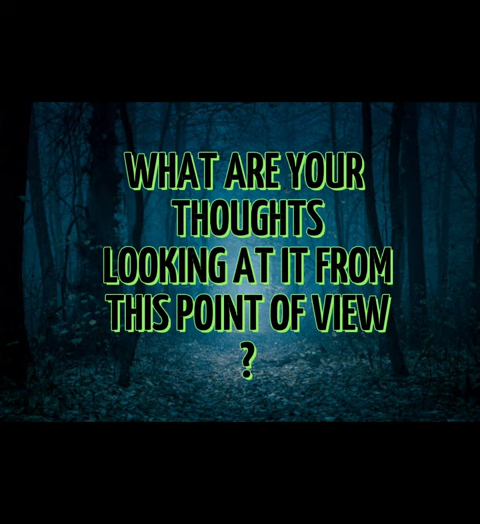 WHAT ARE YOUR
THOUGHTS
LOOKING AT IT FROM
THIS POINT OF VIEW
?